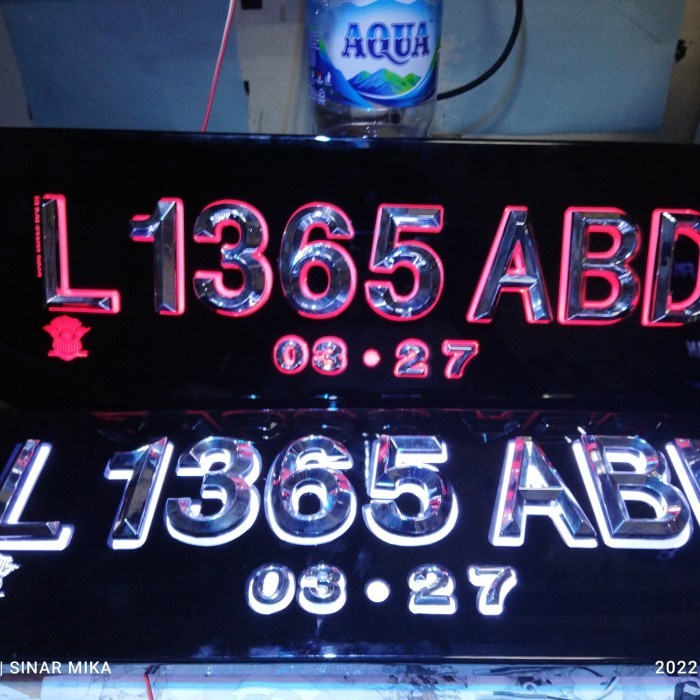 AQUA
L 1365 ABD
03 • 27
L 1365 AB
03 • 27
| SINAR MIKA
2022